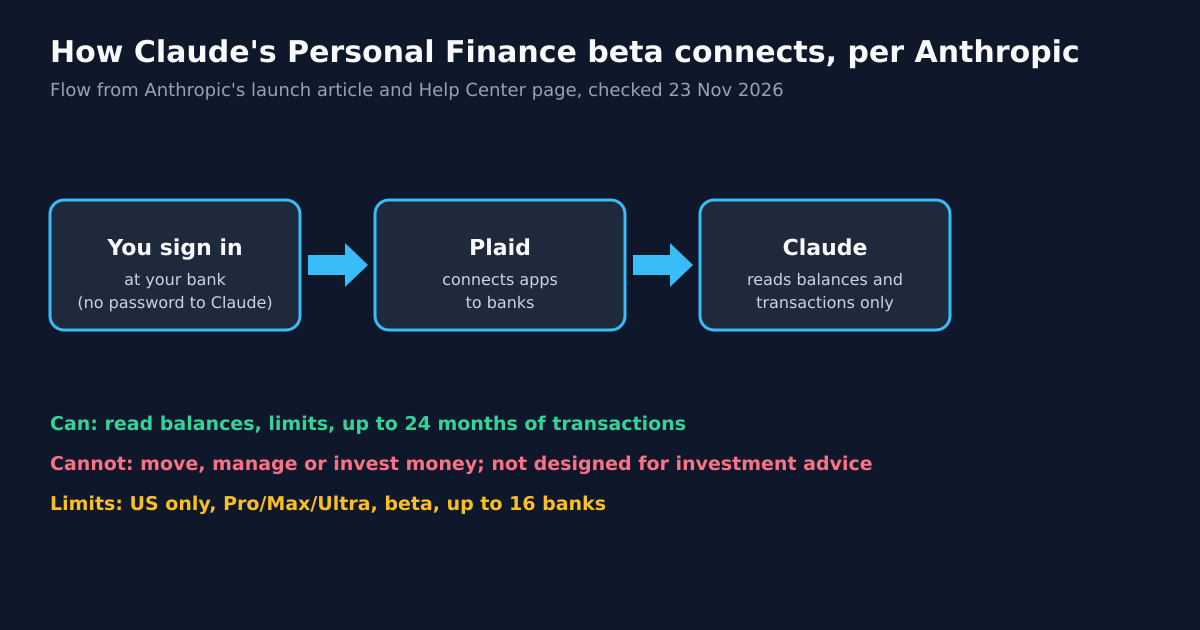 How Claude's Personal Finance beta connects, per Anthropic
Flow from Anthropic's launch article and Help Center page, checked 23 Nov 2026
You sign in
at your bank
(no password to Claude)
Plaid
connects apps
to banks
Claude
reads balances and
transactions only
Can: read balances, limits, up to 24 months of transactions
Cannot: move, manage or invest money; not designed for investment advice
Limits: US only, Pro/Max/Ultra, beta, up to 16 banks